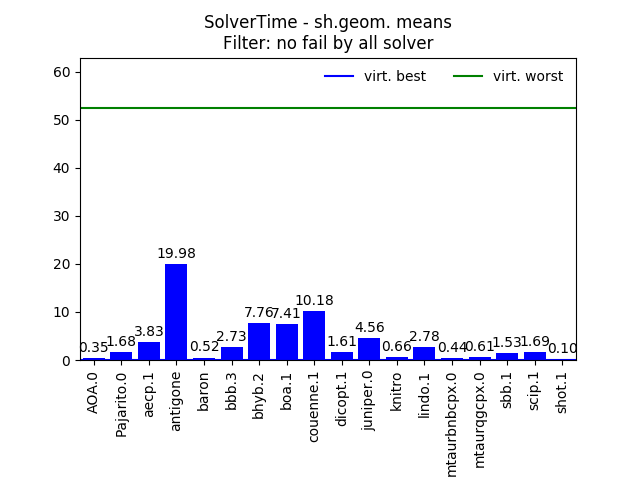 SolverTime - sh.geom. means
Filter: no fail by all solver
virt. best
virt. worst
60
50
40
30
20
10
0
0.35
1.68
3.83
19.98
0.52
2.73
7.76
7.41
10.18
1.61
4.56
0.66
2.78
0.44
0.61
1.53
1.69
0.10
AOA.0
Pajarito.0
aecp.1
antigone
baron
bbb.3
bhyb.2
boa.1
couenne.1
dicopt.1
juniper.0
knitro
lindo.1
mtaurbnbcpx.0
mtaurqgcpx.0
sbb.1
scip.1
shot.1